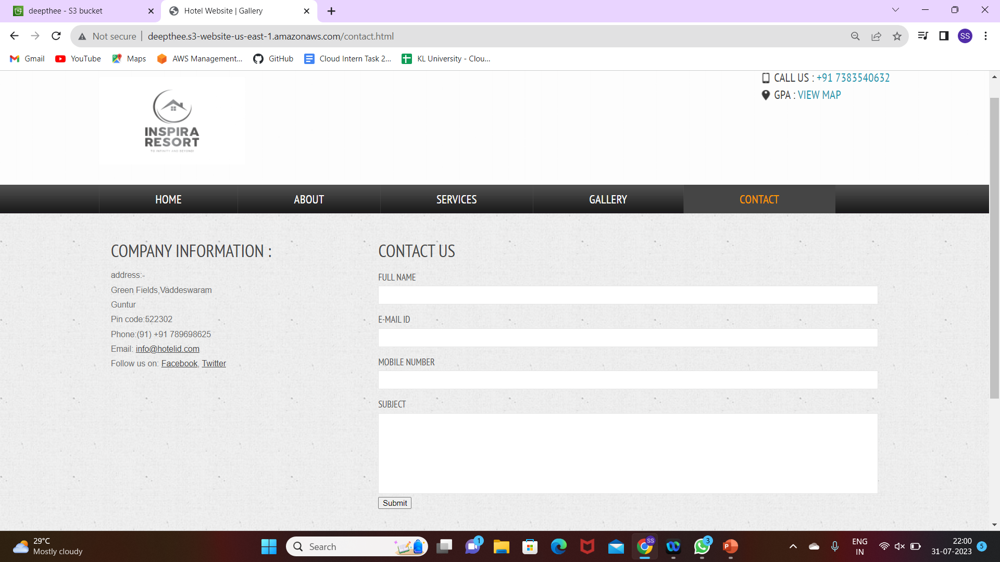 deepthee - S3 bucket
Hotel Website | Gallery
Not secure
deepthee.s3-website-us-east-1.amazonaws.com/contact.html
SS
Gmail
YouTube
Maps
AWS Management...
GitHub
Cloud Intern Task 2...
KL University - Clou...
CALL US : +91 7383540632
GPA : VIEW MAP
INSPIRA
RESORT
TO INFINITY AND BEYOND!
HOME
ABOUT
SERVICES
GALLERY
CONTACT
COMPANY INFORMATION :
address:-
Green Fields,Vaddeswaram
Guntur
Pin code:522302
Phone:(91) +91 789698625
Email: info@hotelid.com
Follow us on: Facebook, Twitter
CONTACT US
FULL NAME
E-MAIL ID
MOBILE NUMBER
SUBJECT
Submit
29°C
Mostly cloudy
Search
1
SS
3
P
ENG
IN
22:00
31-07-2023
5